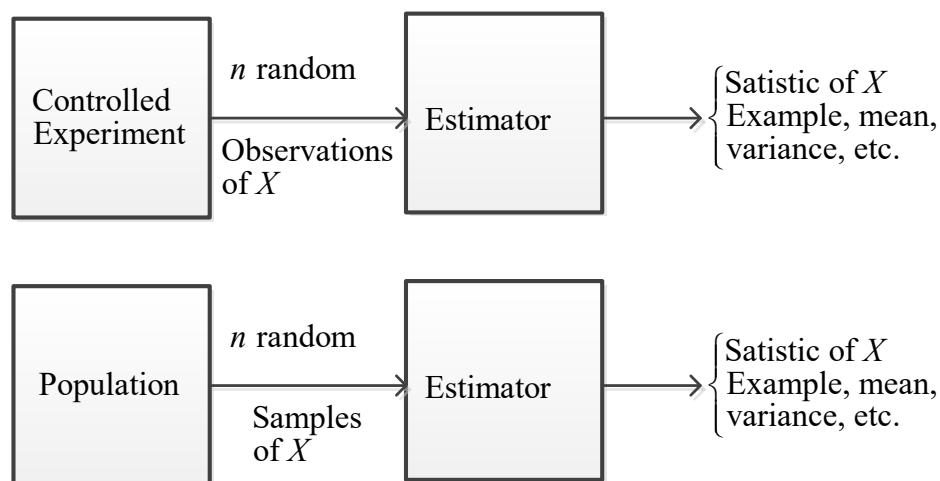 n random
Controlled
Experiment
Estimator
Satistic of X
Example, mean,
variance, etc.
Observations
of X
n random
Population
Estimator
Satistic of X
Example, mean,
variance, etc.
Samples
of X